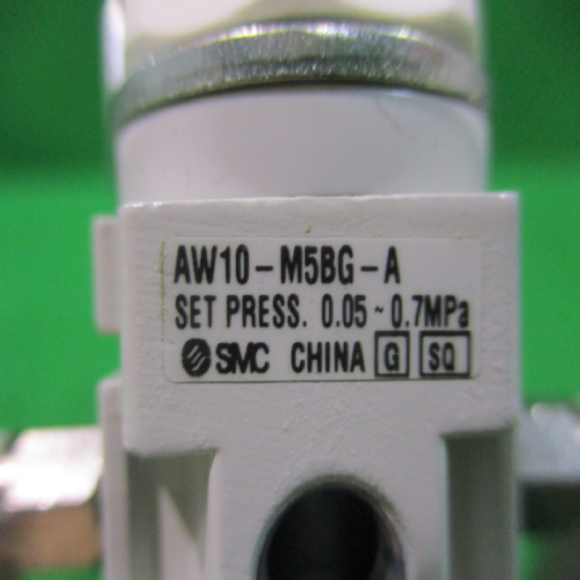 AW10-M5BG-A
SET PRESS. 0.05~0.7MPa
SMC CHINA G SQ